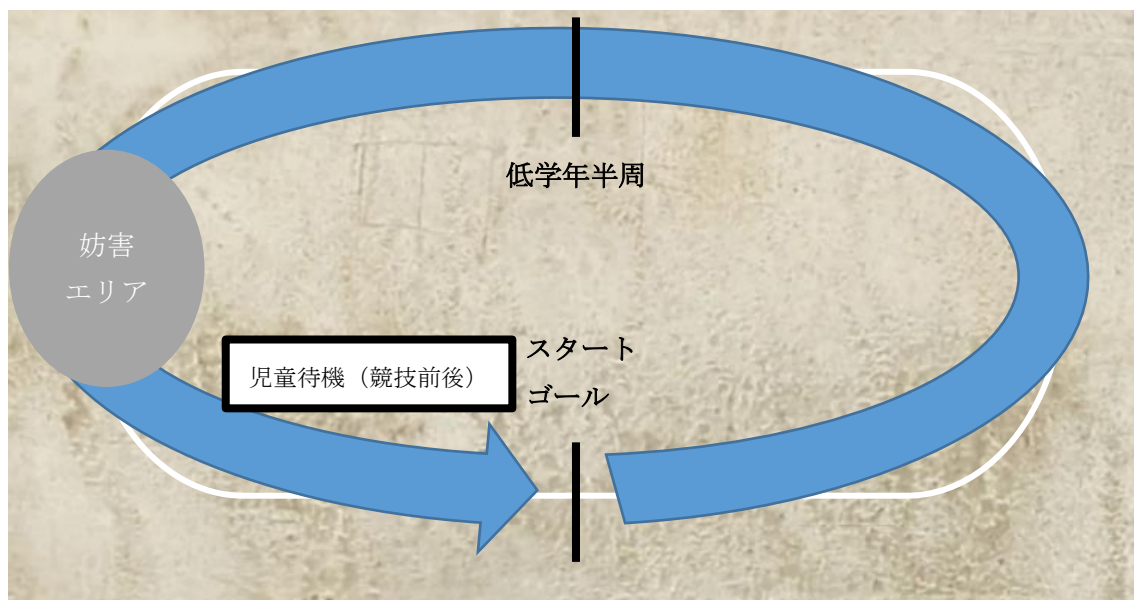 低学年半周
妨害
エリア
スタート
児童待機（競技前後）
ゴール